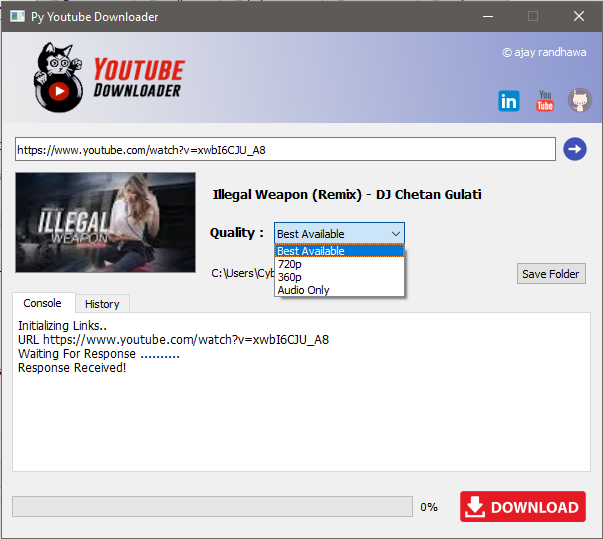 Py Youtube Downloader
© ajay randhawa
YOUTUBE
DOWNLOADER
in
You
Tube
https://www.youtube.com/watch?v=xwbI6CJU_A8
ILLEGAL
WEAPON
Illegal Weapon (Remix) - DJ Chetan Gulati
Quality :
Best Available
Best Available
720p
360p
Audio Only
C:\Users\Cyb
Save Folder
Console
History
Initializing Links..
URL https://www.youtube.com/watch?v=xwbI6CJU_A8
Waiting For Response ..........
Response Received!
0%
DOWNLOAD